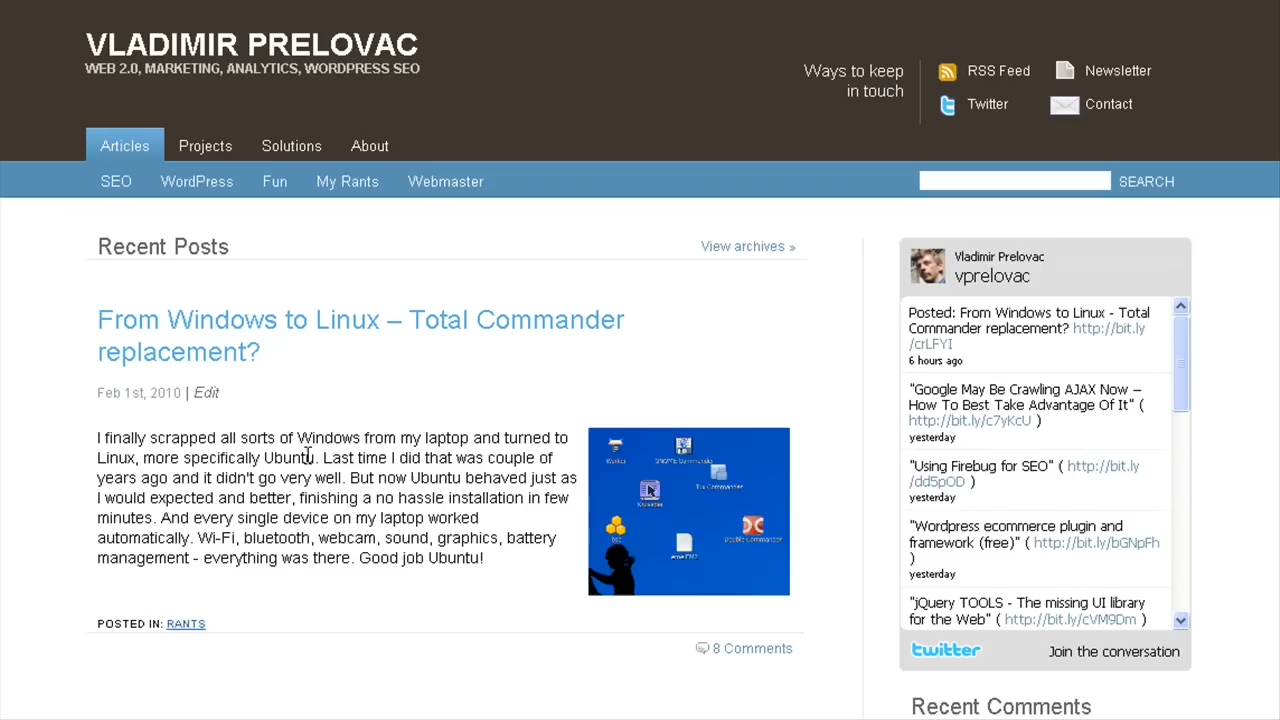 VLADIMIR PRELOVAC
WEB 2.0, MARKETING, ANALYTICS, WORDPRESS SEO
Ways to keep
in touch
RSS Feed
Newsletter
Twitter
Contact
Articles
Projects
Solutions
About
SEO
WordPress
Fun
My Rants
Webmaster
SEARCH
Recent Posts
View archives »
From Windows to Linux – Total Commander
replacement?
Feb 1st, 2010 | Edit
I finally scrapped all sorts of Windows from my laptop and turned to
Linux, more specifically Ubuntu. Last time I did that was couple of
years ago and it didn't go very well. But now Ubuntu behaved just as
I would expected and better, finishing a no hassle installation in few
minutes. And every single device on my laptop worked
automatically. Wi-Fi, bluetooth, webcam, sound, graphics, battery
management - everything was there. Good job Ubuntu!
Worker
GNOME Commander
Tux Commander
Krusader
Double Commander
POSTED IN: RANTS
8 Comments
Vladimir Prelovac
vprelovac
Posted: From Windows to Linux - Total
Commander replacement? http://bit.ly
/crLFYI
6 hours ago
"Google May Be Crawling AJAX Now –
How To Best Take Advantage Of It" (
http://bit.ly/c7yKcU )
yesterday
"Using Firebug for SEO" ( http://bit.ly
/dd5pOD )
yesterday
"Wordpress ecommerce plugin and
framework (free)" ( http://bit.ly/bGNpFh
)
yesterday
"jQuery TOOLS - The missing UI library
for the Web" ( http://bit.ly/cVM9Dm )
twitter
Join the conversation
Recent Comments